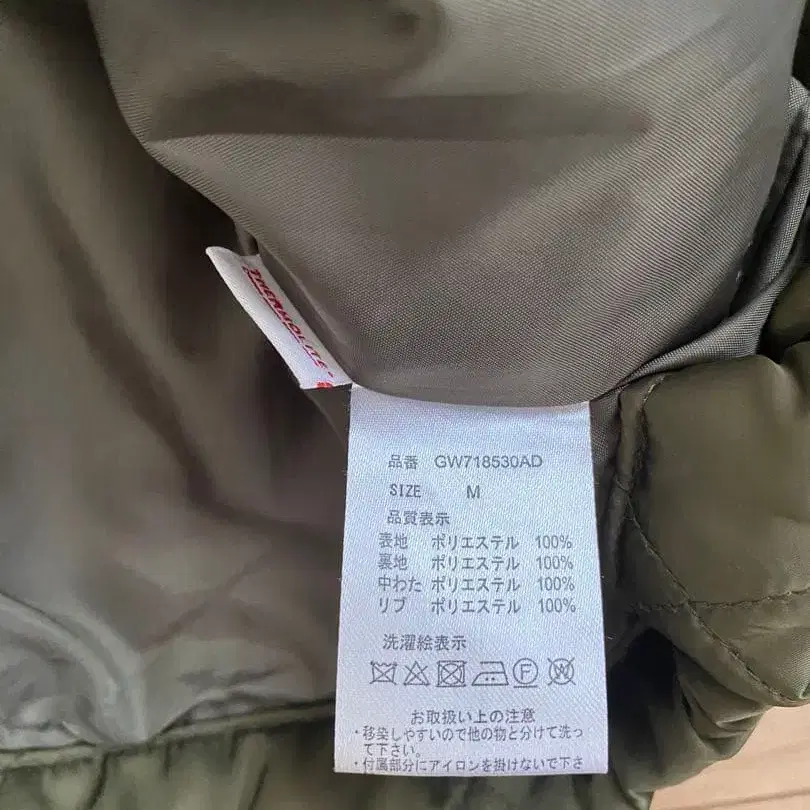 THERMOLITE
品番 GW718530AD
SIZE M
品質表示
表地 ポリエステル 100%
裏地 ポリエステル 100%
中わた ポリエステル 100%
リブ ポリエステル 100%
洗濯絵表示
F W
お取扱い上の注意
・移染しやすいので他の物と分けて洗っ
て下さい。
・付属部分にアイロンを掛けないで下さ